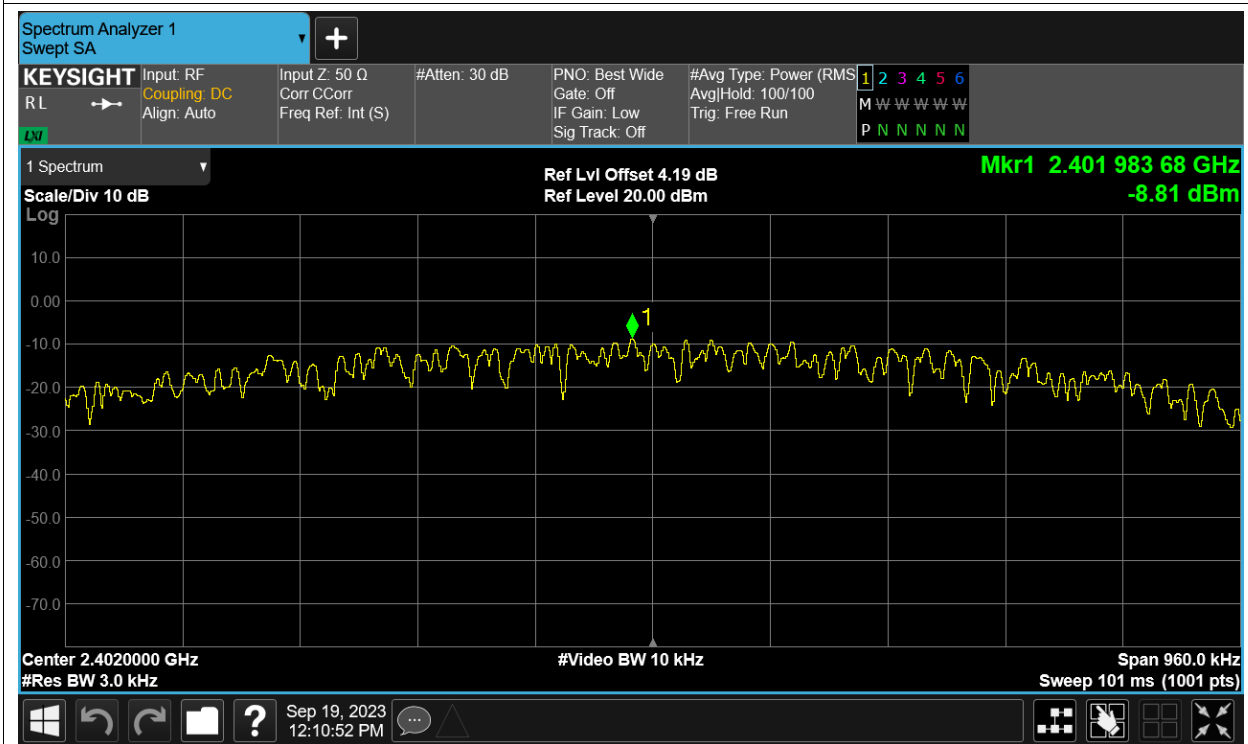 Spectrum Analyzer 1
Swept SA
KEYSIGHT
R L
LXI
Input: RF
Coupling: DC
Align: Auto
Input Z: 50 Ω
Corr CCorr
Freq Ref: Int (S)
#Atten: 30 dB
PNO: Best Wide
Gate: Off
IF Gain: Low
Sig Track: Off
#Avg Type: Power (RMS
Avg|Hold: 100/100
Trig: Free Run
1 2 3 4 5 6
M W W W W W
P N N N N N
1 Spectrum
Scale/Div 10 dB
Log
Ref Lvl Offset 4.19 dB
Ref Level 20.00 dBm
Mkr1 2.401 983 68 GHz
-8.81 dBm
10.0
0.00
-10.0
-20.0
-30.0
-40.0
-50.0
-60.0
-70.0
1
Center 2.4020000 GHz
#Res BW 3.0 kHz
#Video BW 10 kHz
Span 960.0 kHz
Sweep 101 ms (1001 pts)
?
Sep 19, 2023
12:10:52 PM